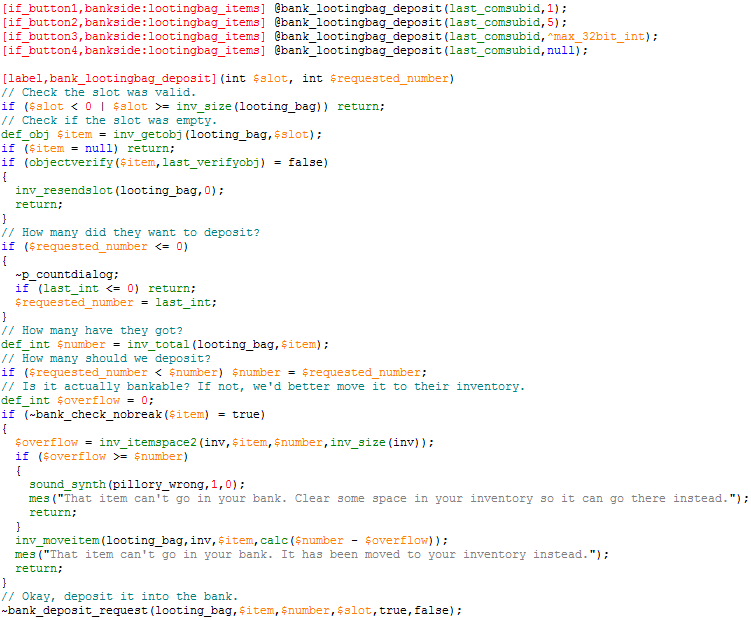 [if_button1,bankside:lootingbag_items] @bank_lootingbag_deposit(last_comsubid,1);
[if_button2,bankside:lootingbag_items] @bank_lootingbag_deposit(last_comsubid,5);
[if_button3,bankside:lootingbag_items] @bank_lootingbag_deposit(last_comsubid,^max_32bit_int);
[if_button4,bankside:lootingbag_items] @bank_lootingbag_deposit(last_comsubid,null);
[label,bank_lootingbag_deposit](int $slot, int $requested_number)
// Check the slot was valid.
if ($slot < 0 | $slot >= inv_size(looting_bag)) return;
// Check if the slot was empty.
def_obj $item = inv_getobj(looting_bag,$slot);
if ($item = null) return;
if (objectverify($item,last_verifyobj) = false)
{
inv_resendslot(looting_bag,0);
return;
}
// How many did they want to deposit?
if ($requested_number <= 0)
{
~p_countdialog;
if (last_int <= 0) return;
$requested_number = last_int;
}
// How many have they got?
def_int $number = inv_total(looting_bag,$item);
// How many should we deposit?
if ($requested_number < $number) $number = $requested_number;
// Is it actually bankable? If not, we'd better move it to their inventory.
def_int $overflow = 0;
if (~bank_check_nobreak($item) = true)
{
$overflow = inv_itemspace2(inv,$item,$number,inv_size(inv));
if ($overflow >= $number)
{
sound_synth(pillory_wrong,1,0);
mes("That item can't go in your bank. Clear some space in your inventory so it can go there instead.");
return;
}
inv_moveitem(looting_bag,inv,$item,calc($number - $overflow));
mes("That item can't go in your bank. It has been moved to your inventory instead.");
return;
}
// Okay, deposit it into the bank.
~bank_deposit_request(looting_bag,$item,$number,$slot,true,false);